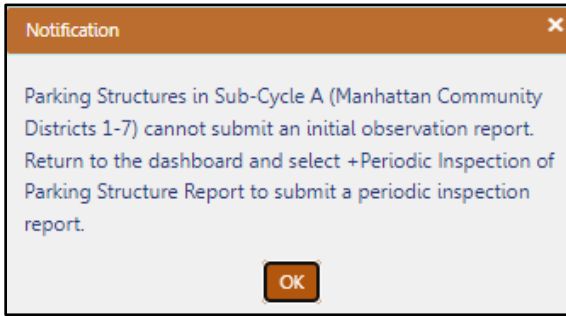 Notification ×
Parking Structures in Sub-Cycle A (Manhattan Community
Districts 1-7) cannot submit an initial observation report.
Return to the dashboard and select +Periodic Inspection of
Parking Structure Report to submit a periodic inspection
report.
OK